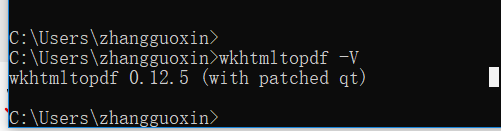 C:\Users\zhangguoxin>
C:\Users\zhangguoxin>wkhtmltopdf -V
wkhtmltopdf 0.12.5 (with patched qt)
C:\Users\zhangguoxin>